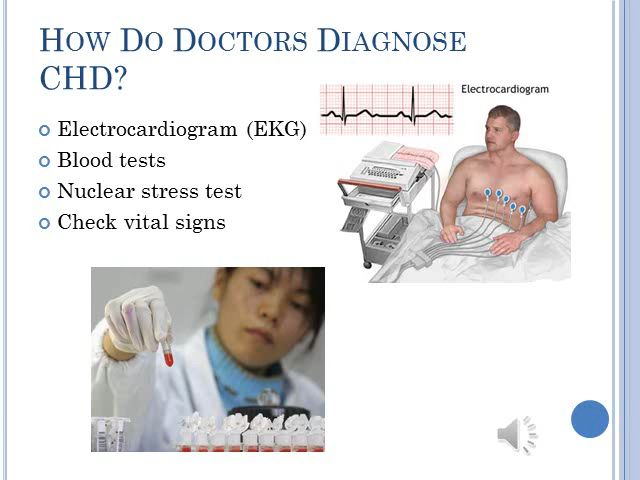 How Do Doctors Diagnose
CHD?
Electrocardiogram (EKG)
Blood tests
Nuclear stress test
Check vital signs
Electrocardiogram